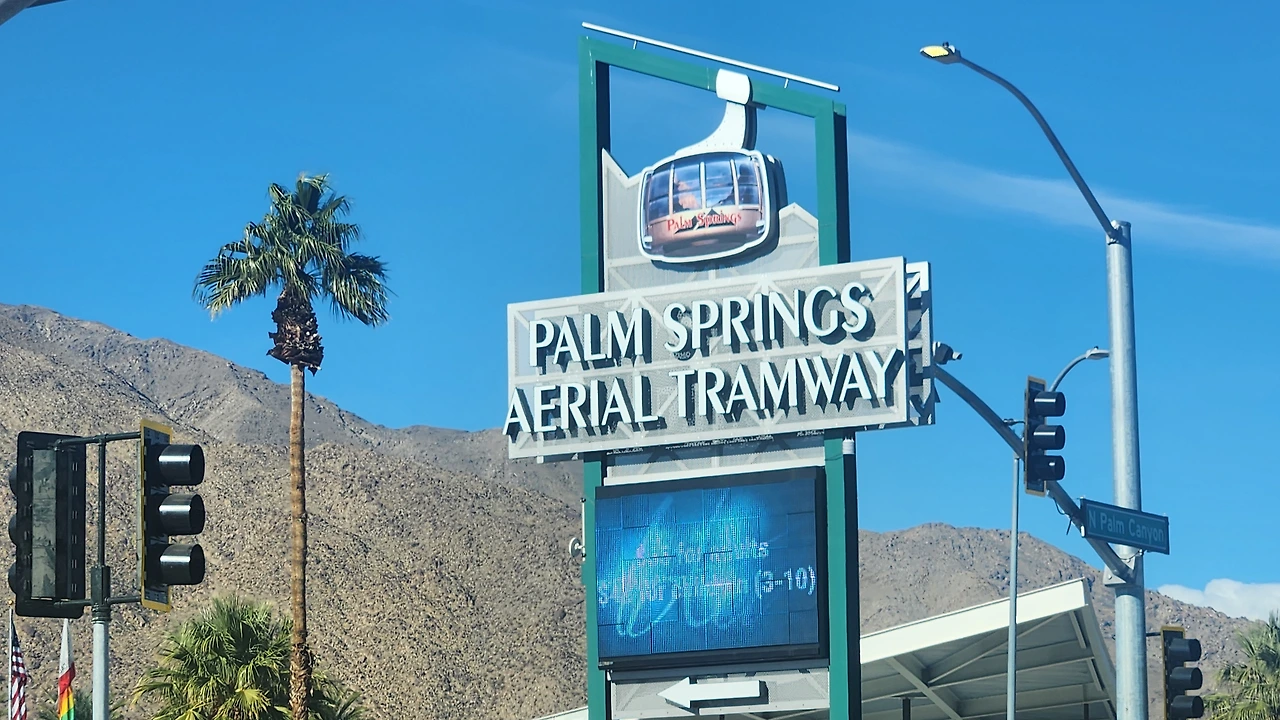 Palm Springs
PALM SPRINGS
AERIAL TRAMWAY
(3-10)
N Palm Canyon